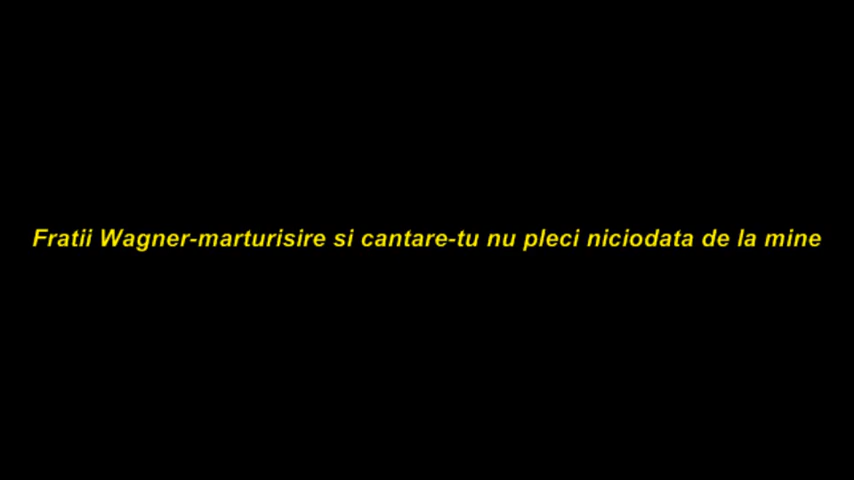 Fratii Wagner-marturisire si cantare-tu nu pleci niciodata de la mine